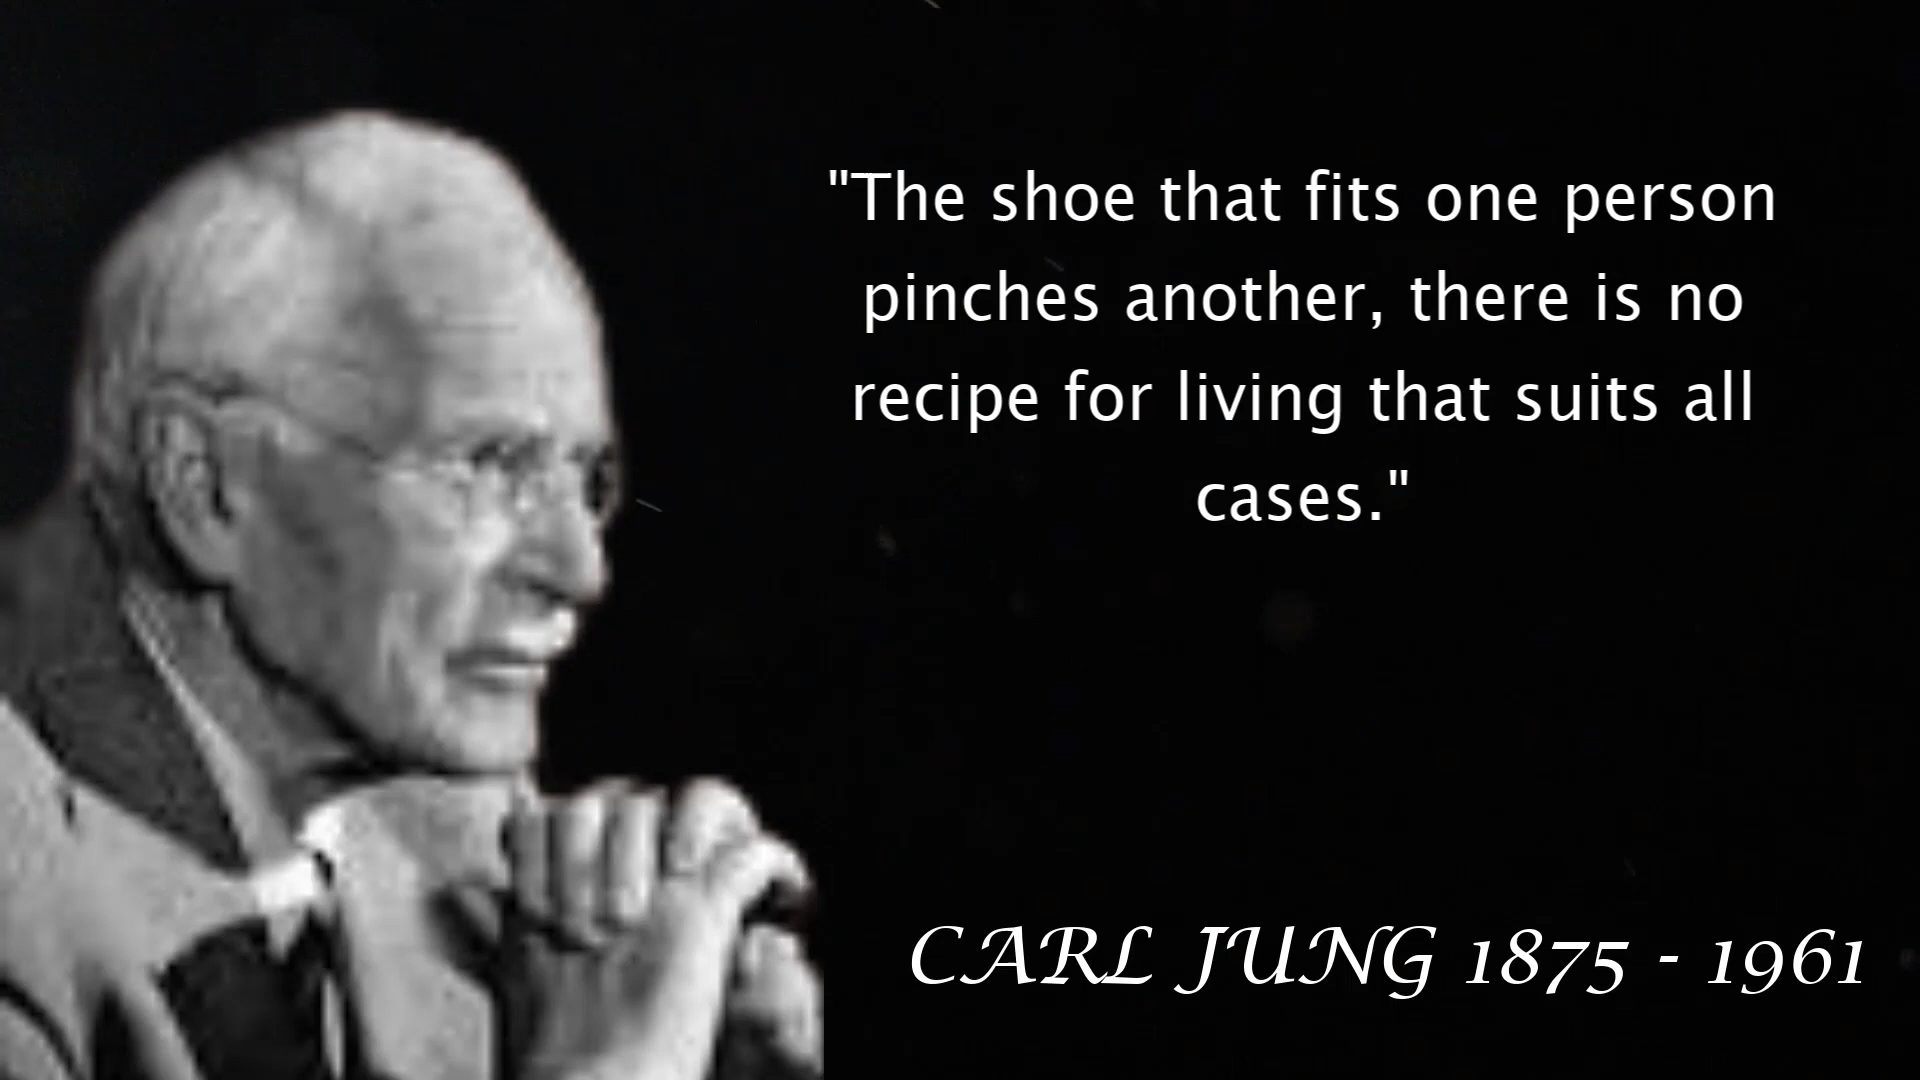 "The shoe that fits one person
pinches another, there is no
recipe for living that suits all
cases."
CARL JUNG 1875 - 1961